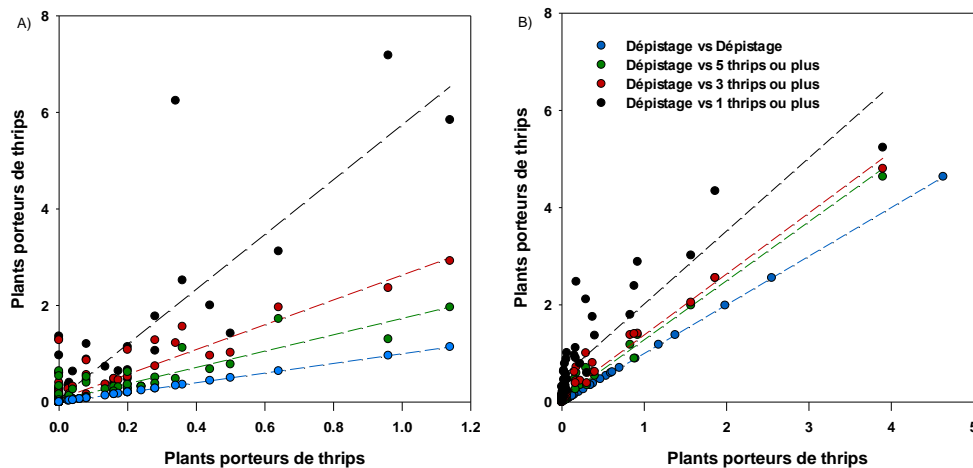 A)
B)
8
6
4
2
0
0.0 0.2 0.4 0.6 0.8 1.0 1.2
Plants porteurs de thrips
Plants porteurs de thrips
8
6
4
2
0
0 1 2 3 4 5
Plants porteurs de thrips
Plants porteurs de thrips
Dépistage vs Dépistage
Dépistage vs 5 thrips ou plus
Dépistage vs 3 thrips ou plus
Dépistage vs 1 thrips ou plus